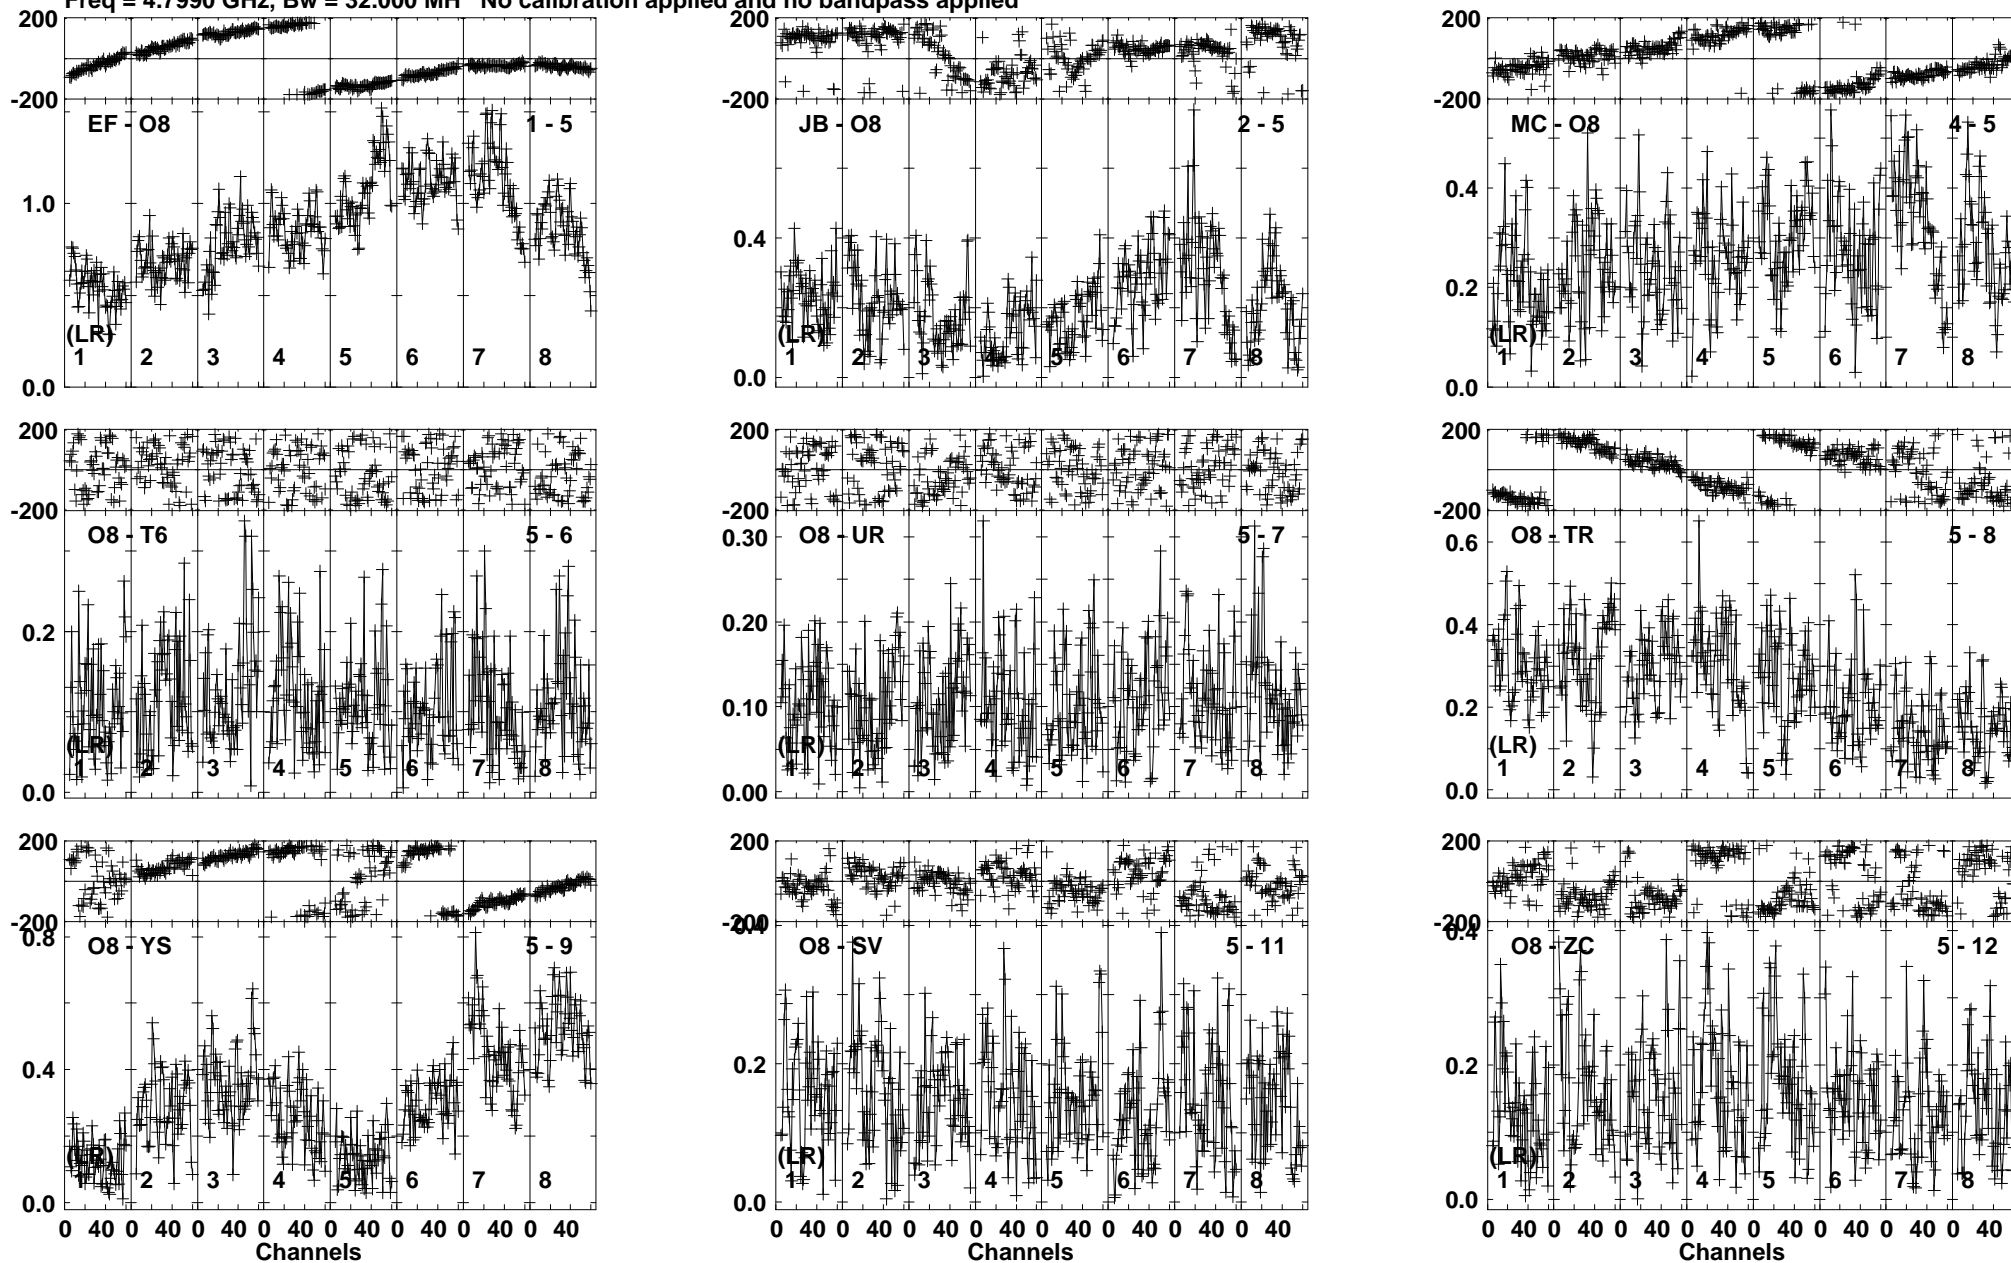 Freq = 4.7990 GHz, Bw = 32.000 MH No calibration applied and no bandpass applied
200 200 200
-200 -200 -200
EF - O8 1 - 5 JB - O8 2 - 5 MC - O8 4 - 5
1.0 0.4 0.4
0.2
(LR) (LR) (LR)
1 2 3 4 5 6 7 8 1 2 3 4 5 6 7 8 1 2 3 4 5 6 7 8
0.0 0.0 0.0
200 200 200
-200 -200 -200
O8 - T6 5 - 6 O8 - UR 5 - 7 O8 - TR 5 - 8
0.30 0.6
0.2 0.20 0.4
0.10 0.2
(LR) (LR) (LR)
1 2 3 4 5 6 7 8 1 2 3 4 5 6 7 8 1 2 3 4 5 6 7 8
0.0 0.00 0.0
200 200 200
-200 -200 -200
0.8 0.4 0.4
O8 - YS 5 - 9 O8 - SV 5 - 11 O8 - ZC 5 - 12
0.4 0.2 0.2
(LR) (LR) (LR)
1 2 3 4 5 6 7 8 1 2 3 4 5 6 7 8 1 2 3 4 5 6 7 8
0.0 0.0 0.0
0 40 0 40 0 40 0 40 0 40 0 40 0 40 0 40 0 40 0 40 0 40 0 40 0 40 0 40 0 40 0 40 0 40 0 40 0 40 0 40 0 40 0 40 0 40 0 40
Channels Channels Channels